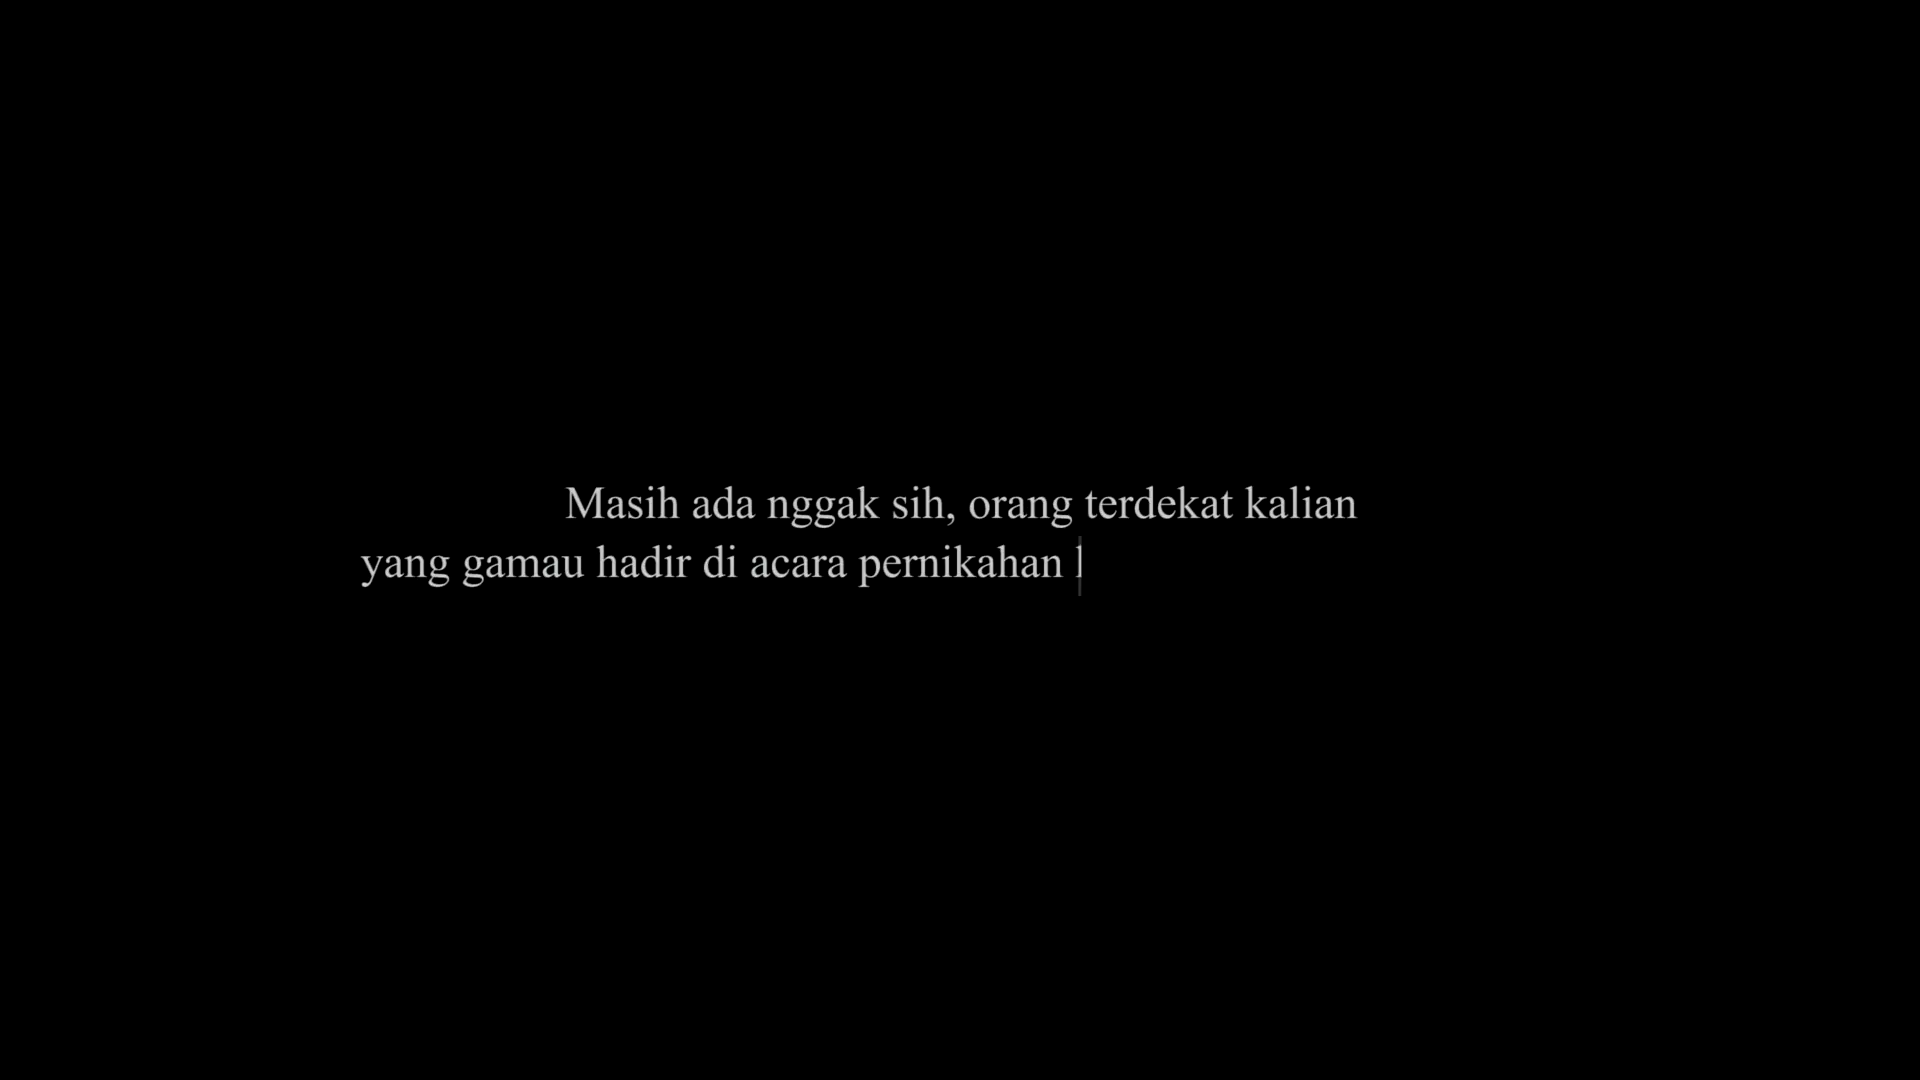 Masih ada nggak sih, orang terdekat kalian
yang gamau hadir di acara pernikahan